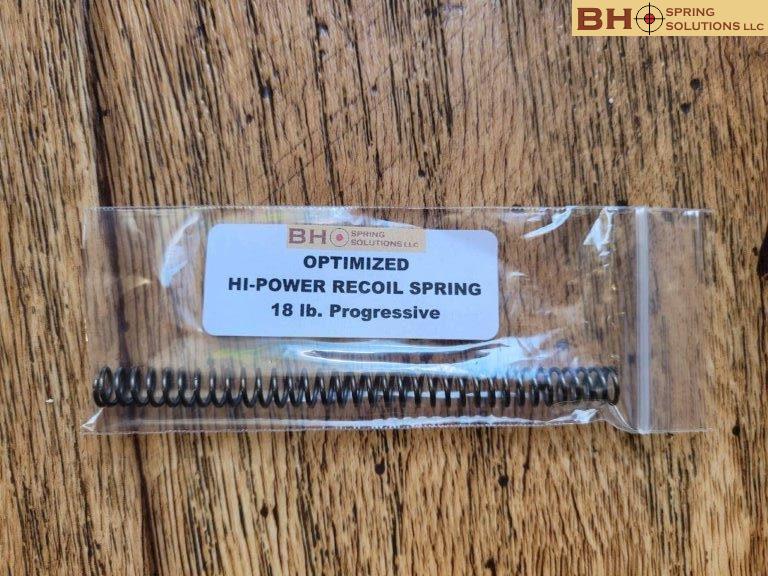 BH SPRING
SOLUTIONS LLC
BH SPRING
SOLUTIONS LLC
OPTIMIZED
HI-POWER RECOIL SPRING
18 lb. Progressive